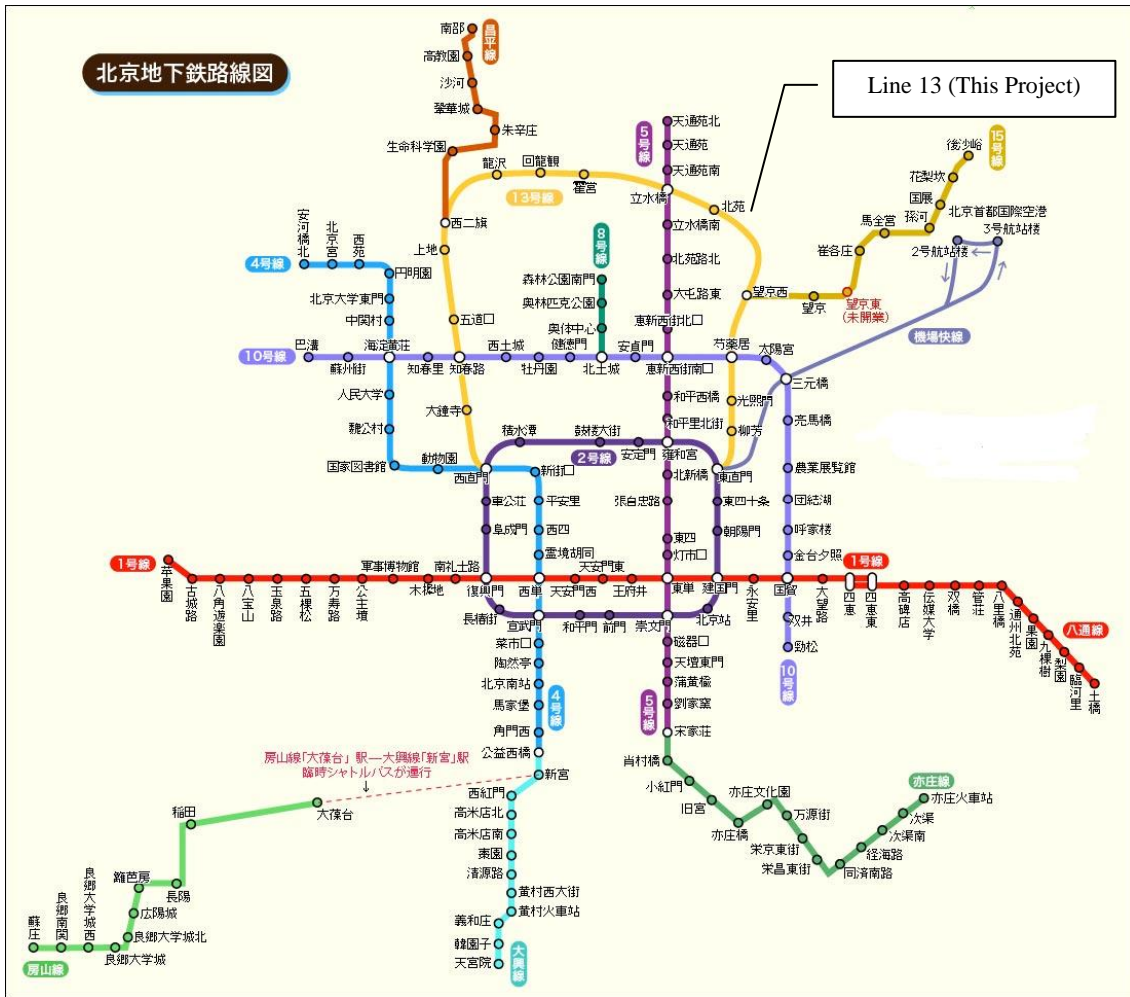 北京地下鉄路線図
Line 13 (This Project)
昌平線
南邵
高教園
沙河
鞏華城
朱辛庄
生命科学園
13号線
龍沢
回龍観
霍営
立水橋
北苑
望京西
芍薬居
光熙門
柳芳
東直門
西二旗
上地
五道口
知春路
大鐘寺
西直門
5号線
天通苑北
天通苑
天通苑南
立水橋南
北苑路北
大屯路東
恵新西街北口
恵新西街南口
和平西橋
和平里北街
雍和宮
北新橋
張自忠路
東四
灯市口
東単
崇文門
磁器口
天壇東門
蒲黄楡
劉家窯
5号線
宋家荘
15号線
後沙峪
花梨坎
国展
孫河
馬全営
崔各庄
望京東
(未開業)
望京
北京首都国際空港
3号航站楼
2号航站楼
機場快線
8号線
森林公園南門
奥林匹克公園
奥体中心
北土城
4号線
安河橋北
北京宮
西苑
円明園
北京大学東門
中関村
海淀黄荘
人民大学
魏公村
国家図書館
動物園
新街口
平安里
西四
霊境胡同
西単
宣武門
菜市口
陶然亭
北京南站
馬家堡
4号線
角門西
公益西橋
10号線
巴溝
蘇州街
知春里
西土城
牡丹園
健徳門
安貞門
太陽宮
三元橋
亮馬橋
農業展覧館
団結湖
呼家楼
金台夕照
国貿
双井
勁松
10号線
2号線
積水潭
鼓楼大街
安定門
東四十条
朝陽門
建国門
北京站
前門
和平門
長椿街
復興門
阜成門
車公荘
1号線
苹果園
古城路
八角遊楽園
八宝山
玉泉路
五棵松
万寿路
公主墳
軍事博物館
木樨地
南礼士路
天安門西
天安門東
王府井
永安里
大望路
1号線
四東
四東東
高碑店
伝媒大学
双橋
管荘
八里橋
通州北苑
八通線
果園
九棵樹
梨園
臨河里
土橋
房山線「大葆台」駅―大興線「新宮」駅
臨時シャトルバスが運行
↓
新宮
西紅門
高米店北
高米店南
棗園
清源路
黄村西大街
黄村火車站
義和庄
韓園子
天宮院
大興線
稲田
大葆台
長陽
籬芭房
広陽城
良郷大学城北
良郷大学城
良郷大学城西
良郷南関
蘇庄
房山線
肖村橋
小紅門
旧宮
亦庄橋
亦庄文化園
万源街
栄京東街
栄昌東街
同済南路
経海路
次渠南
次渠
亦庄火車站
亦庄線